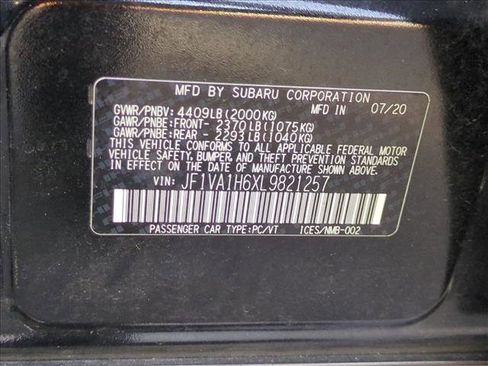 MFD BY SUBARU CORPORATION
GVWR/PNBV: 4409LB(2000KG) MFD IN 07/20
GAWR/PNBE:FRONT- 2370LB(1075KG)
GAWR/PNBE:REAR - 2293LB(1040KG)
THIS VEHICLE CONFORMS TO ALL APPLICABLE FEDERAL MOTOR
VEHICLE SAFETY, BUMPER, AND THEFT PREVENTION STANDARDS
IN EFFECT ON THE DATE OF MANUFACTURE SHOWN ABOVE.
VIN: JF1VA1H6XL9821257
PASSENGER CAR TYPE:PC/VT ICES/NMB-002